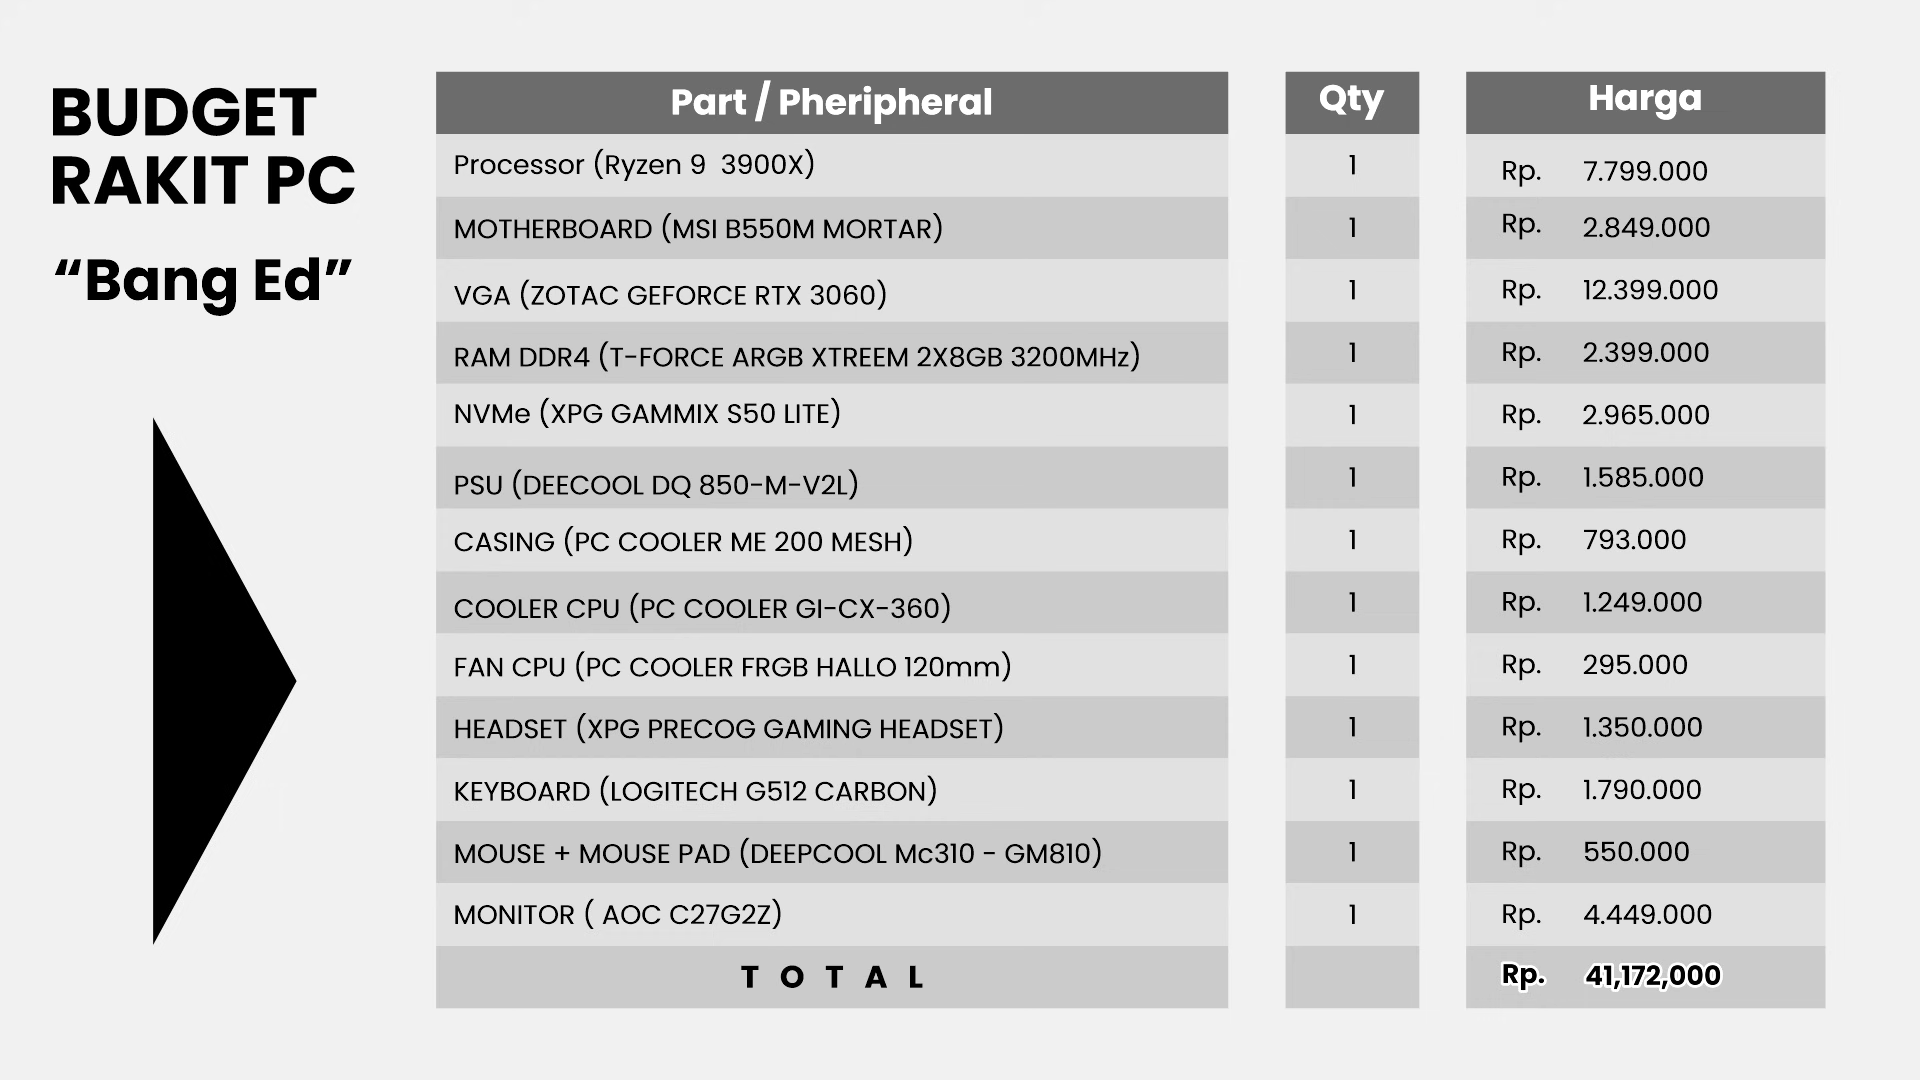 BUDGET
RAKIT PC
“Bang Ed”
Part / Pheripheral Qty Harga
Processor (Ryzen 9 3900X) 1 Rp. 7.799.000
MOTHERBOARD (MSI B550M MORTAR) 1 Rp. 2.849.000
VGA (ZOTAC GEFORCE RTX 3060) 1 Rp. 12.399.000
RAM DDR4 (T-FORCE ARGB XTREEM 2X8GB 3200MHz) 1 Rp. 2.399.000
NVMe (XPG GAMMIX S50 LITE) 1 Rp. 2.965.000
PSU (DEECOOL DQ 850-M-V2L) 1 Rp. 1.585.000
CASING (PC COOLER ME 200 MESH) 1 Rp. 793.000
COOLER CPU (PC COOLER GI-CX-360) 1 Rp. 1.249.000
FAN CPU (PC COOLER FRGB HALLO 120mm) 1 Rp. 295.000
HEADSET (XPG PRECOG GAMING HEADSET) 1 Rp. 1.350.000
KEYBOARD (LOGITECH G512 CARBON) 1 Rp. 1.790.000
MOUSE + MOUSE PAD (DEEPCOOL Mc310 - GM810) 1 Rp. 550.000
MONITOR ( AOC C27G2Z) 1 Rp. 4.449.000
TOTAL Rp. 41,172,000